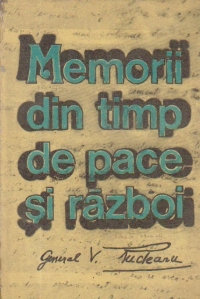 Memorii
din timp
de pace
și război
General V. Rudeanu